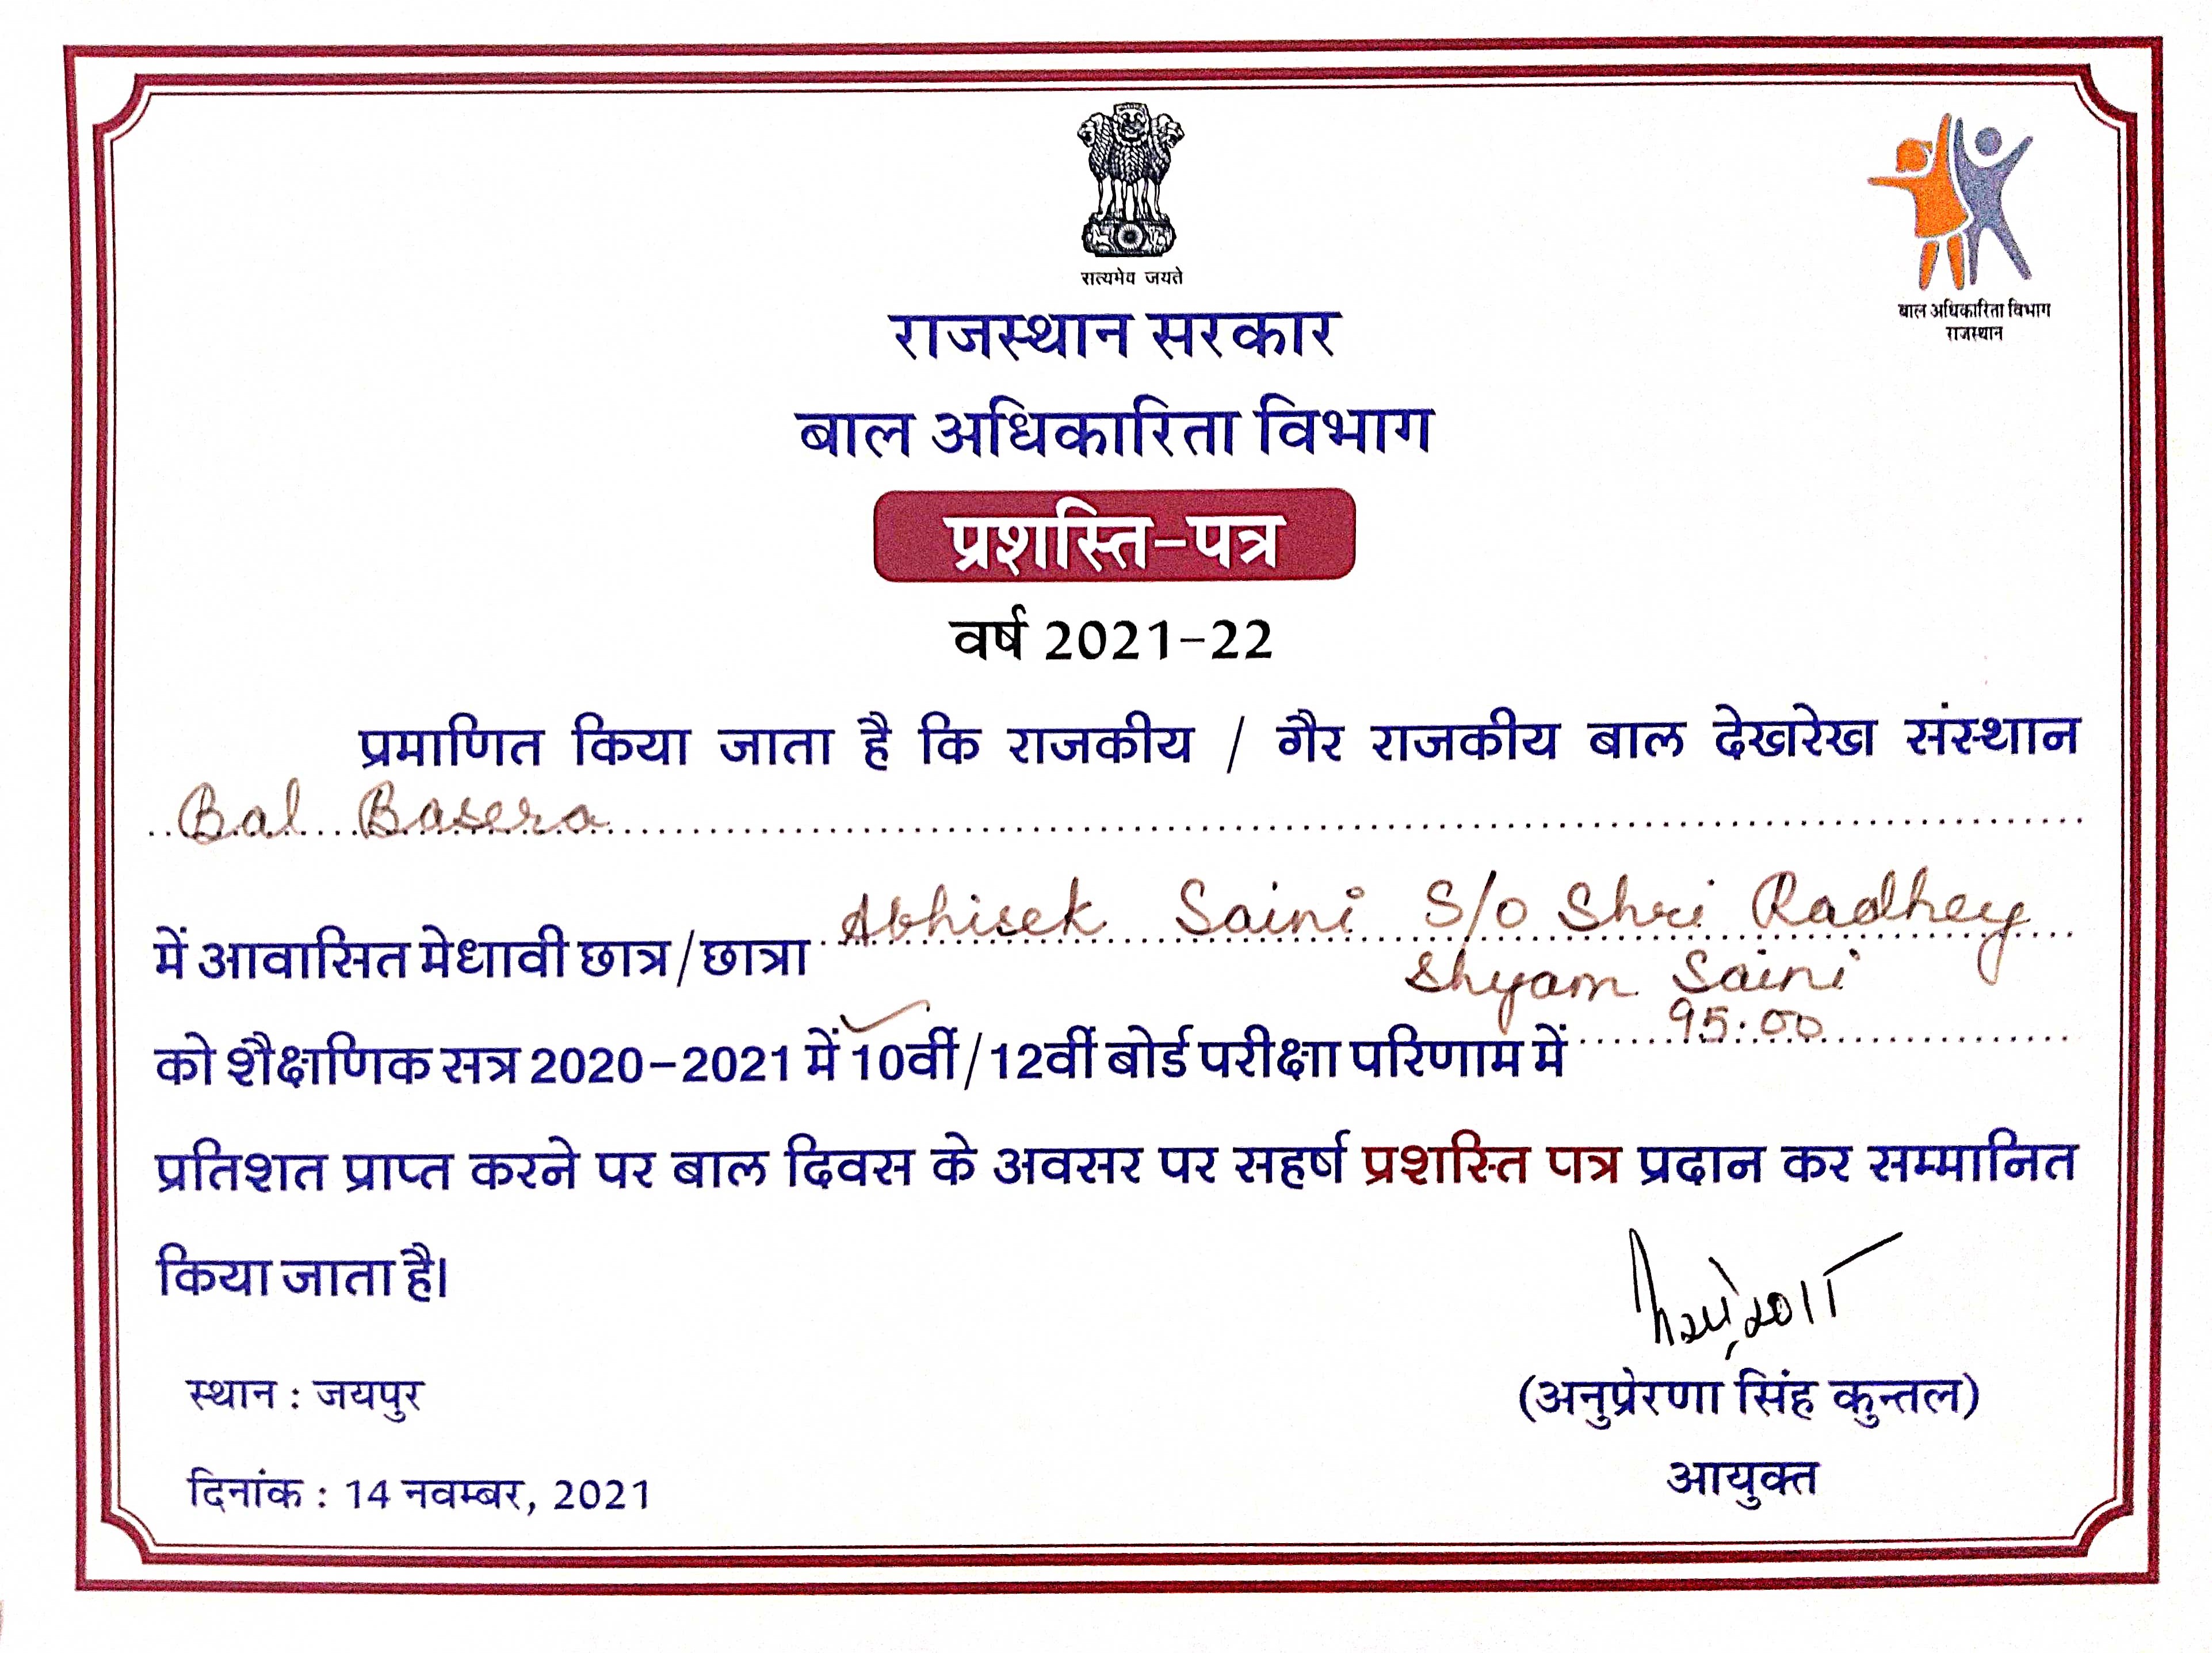 सत्यमेव जयते
बाल अधिकारिता विभाग
राजस्थान
राजस्थान सरकार
बाल अधिकारिता विभाग
प्रशस्ति-पत्र
वर्ष 2021-22
प्रमाणित किया जाता है कि राजकीय / गैर राजकीय बाल देखरेख संस्थान
Bal Basera
में आवासित मेधावी छात्र/छात्रा Abhisek Saini S/o Shri Radhey
Shyam Saini
को शैक्षणिक सत्र 2020-2021 में 10वीं/12वीं बोर्ड परीक्षा परिणाम में 95.00
प्रतिशत प्राप्त करने पर बाल दिवस के अवसर पर सहर्ष प्रशस्ति पत्र प्रदान कर सम्मानित
किया जाता है।
(अनुप्रेरणा सिंह कुन्तल)
आयुक्त
स्थान : जयपुर
दिनांक : 14 नवम्बर, 2021